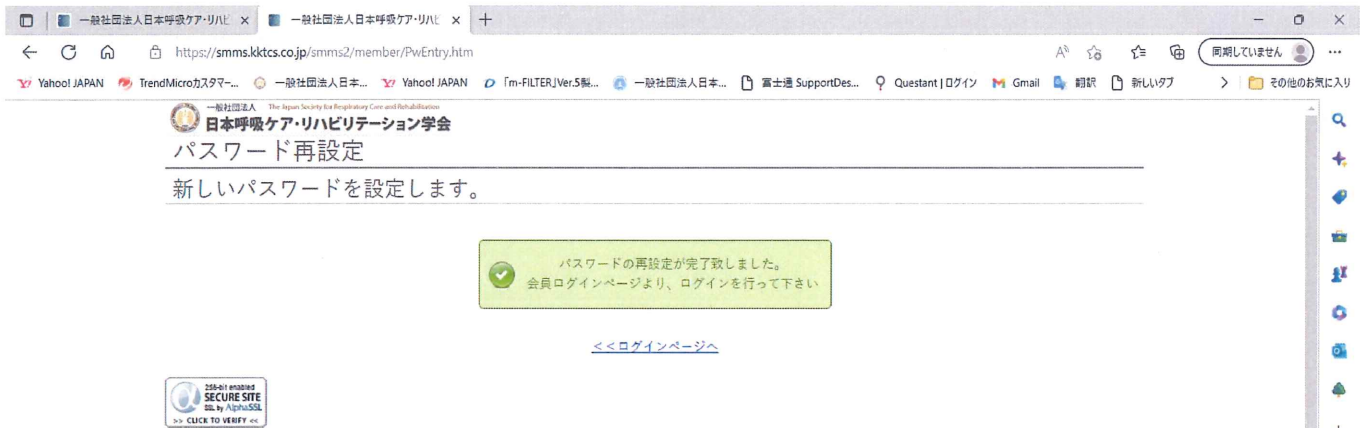 一般社団法人日本呼吸ケア・リハビ ×
一般社団法人日本呼吸ケア・リハビ ×
https://smms.kktcs.co.jp/smms2/member/PwEntry.htm
同期していません
Yahoo! JAPAN
TrendMicroカスタマー...
一般社団法人日本...
Yahoo! JAPAN
「m-FILTER」Ver.5製...
一般社団法人日本...
富士通 SupportDes...
Questant | ログイン
Gmail
翻訳
新しいタブ
その他のお気に入り
一般社団法人 The Japan Society for Respiratory Care and Rehabilitation
日本呼吸ケア・リハビリテーション学会
パスワード再設定
新しいパスワードを設定します。
パスワードの再設定が完了致しました。
会員ログインページより、ログインを行って下さい
<<ログインページへ
256-bit enabled
SECURE SITE
SSL by AlphaSSL
>> CLICK TO VERIFY <<